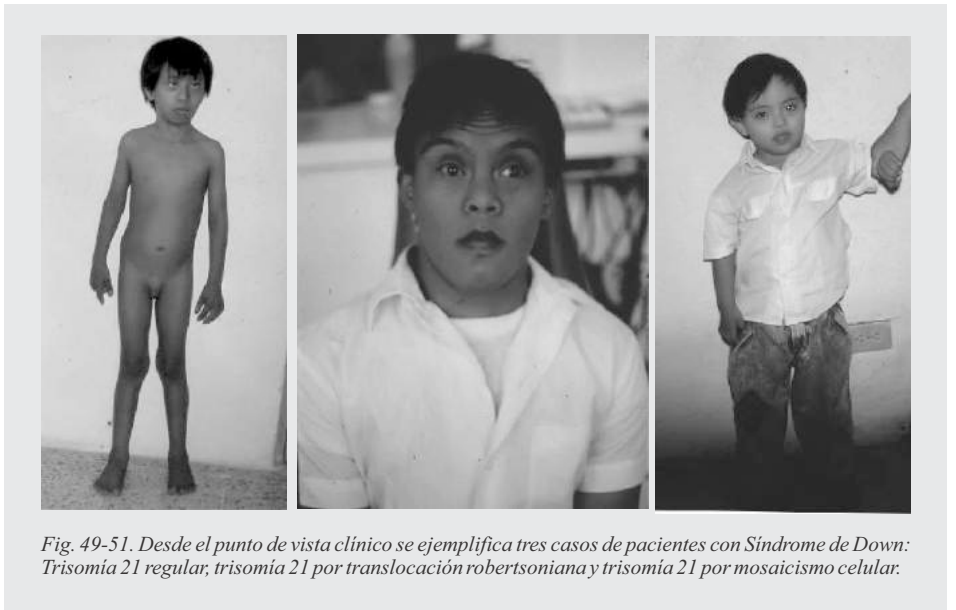 Fig. 49-51. Desde el punto de vista clínico se ejemplifica tres casos de pacientes con Síndrome de Down:
Trisomía 21 regular, trisomía 21 por translocación robertsoniana y trisomía 21 por mosaicismo celular.